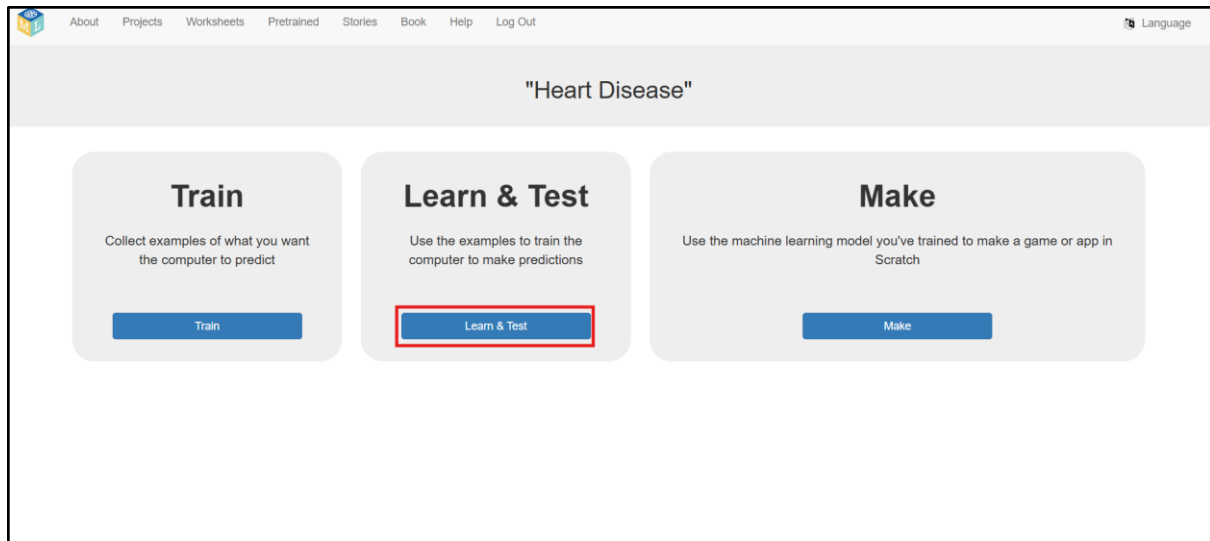 About Projects Worksheets Pretrained Stories Book Help Log Out Language
"Heart Disease"
Train
Collect examples of what you want
the computer to predict
Train
Learn & Test
Use the examples to train the
computer to make predictions
Learn & Test
Make
Use the machine learning model you've trained to make a game or app in
Scratch
Make